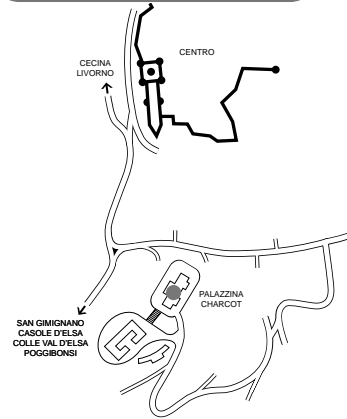 CENTRO
CECINA
LIVORNO
PALAZZINA
CHARCOT
SAN GIMIGNANO
CASOLE D'ELSA
COLLE VAL D'ELSA
POGGIBONSI